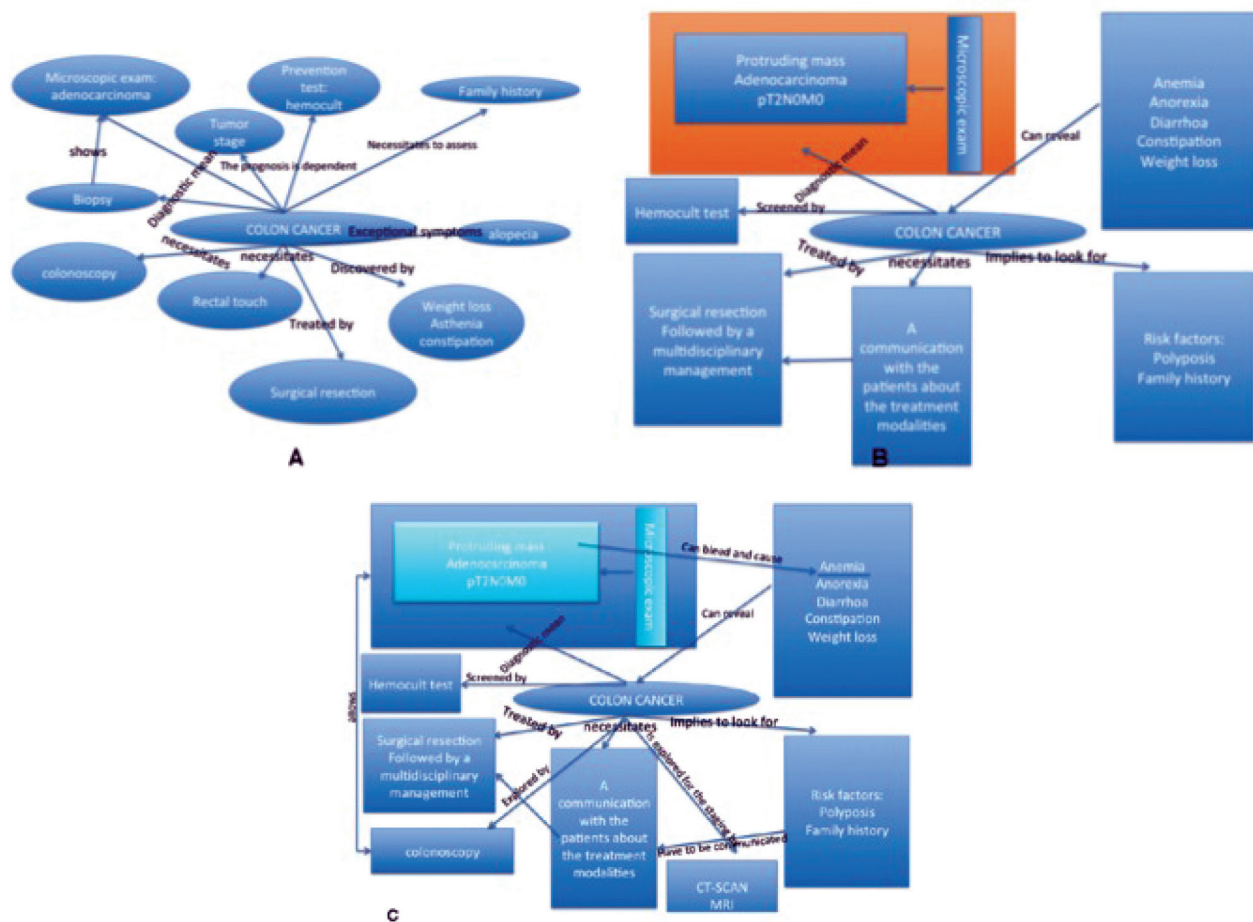 Microscopic exam:
adenocarcinoma
Prevention
test:
hemocult
Family history
Tumor
stage
Necessitates to assess
shows
The prognosis is dependent
Diagnostic mean
Biopsy
COLON CANCER
Exceptional symptoms
alopecia
necessitates
necessitates
colonoscopy
Discovered by
Rectal touch
Weight loss
Asthenia
constipation
Treated by
Surgical resection
A
Protruding mass
Adenocarcinoma
pT2N0M0
Microscopic exam
Anemia
Anorexia
Diarrhoa
Constipation
Weight loss
Can reveal
Diagnostic mean
Hemocult test
Screened by
COLON CANCER
Treated by
necessitates
Implies to look for
Surgical resection
Followed by a
multidisciplinary
management
A
communication
with the
patients about
the treatment
modalities
Risk factors:
Polyposis
Family history
B
Protruding mass
Adenocarcinoma
pT2N0M0
Microscopic exam
Can bleed and cause
Anemia
Anorexia
Diarrhoa
Constipation
Weight loss
Can reveal
Diagnostic mean
Hemocult test
Screened by
COLON CANCER
allows
Treated by
necessitates
Implies to look for
Surgical resection
Followed by a
multidisciplinary
management
Explored by
is explored for the staging by
A
communication
with the
patients about
the treatment
modalities
Risk factors:
Polyposis
Family history
Have to be communicated
colonoscopy
CT-SCAN
MRI
C